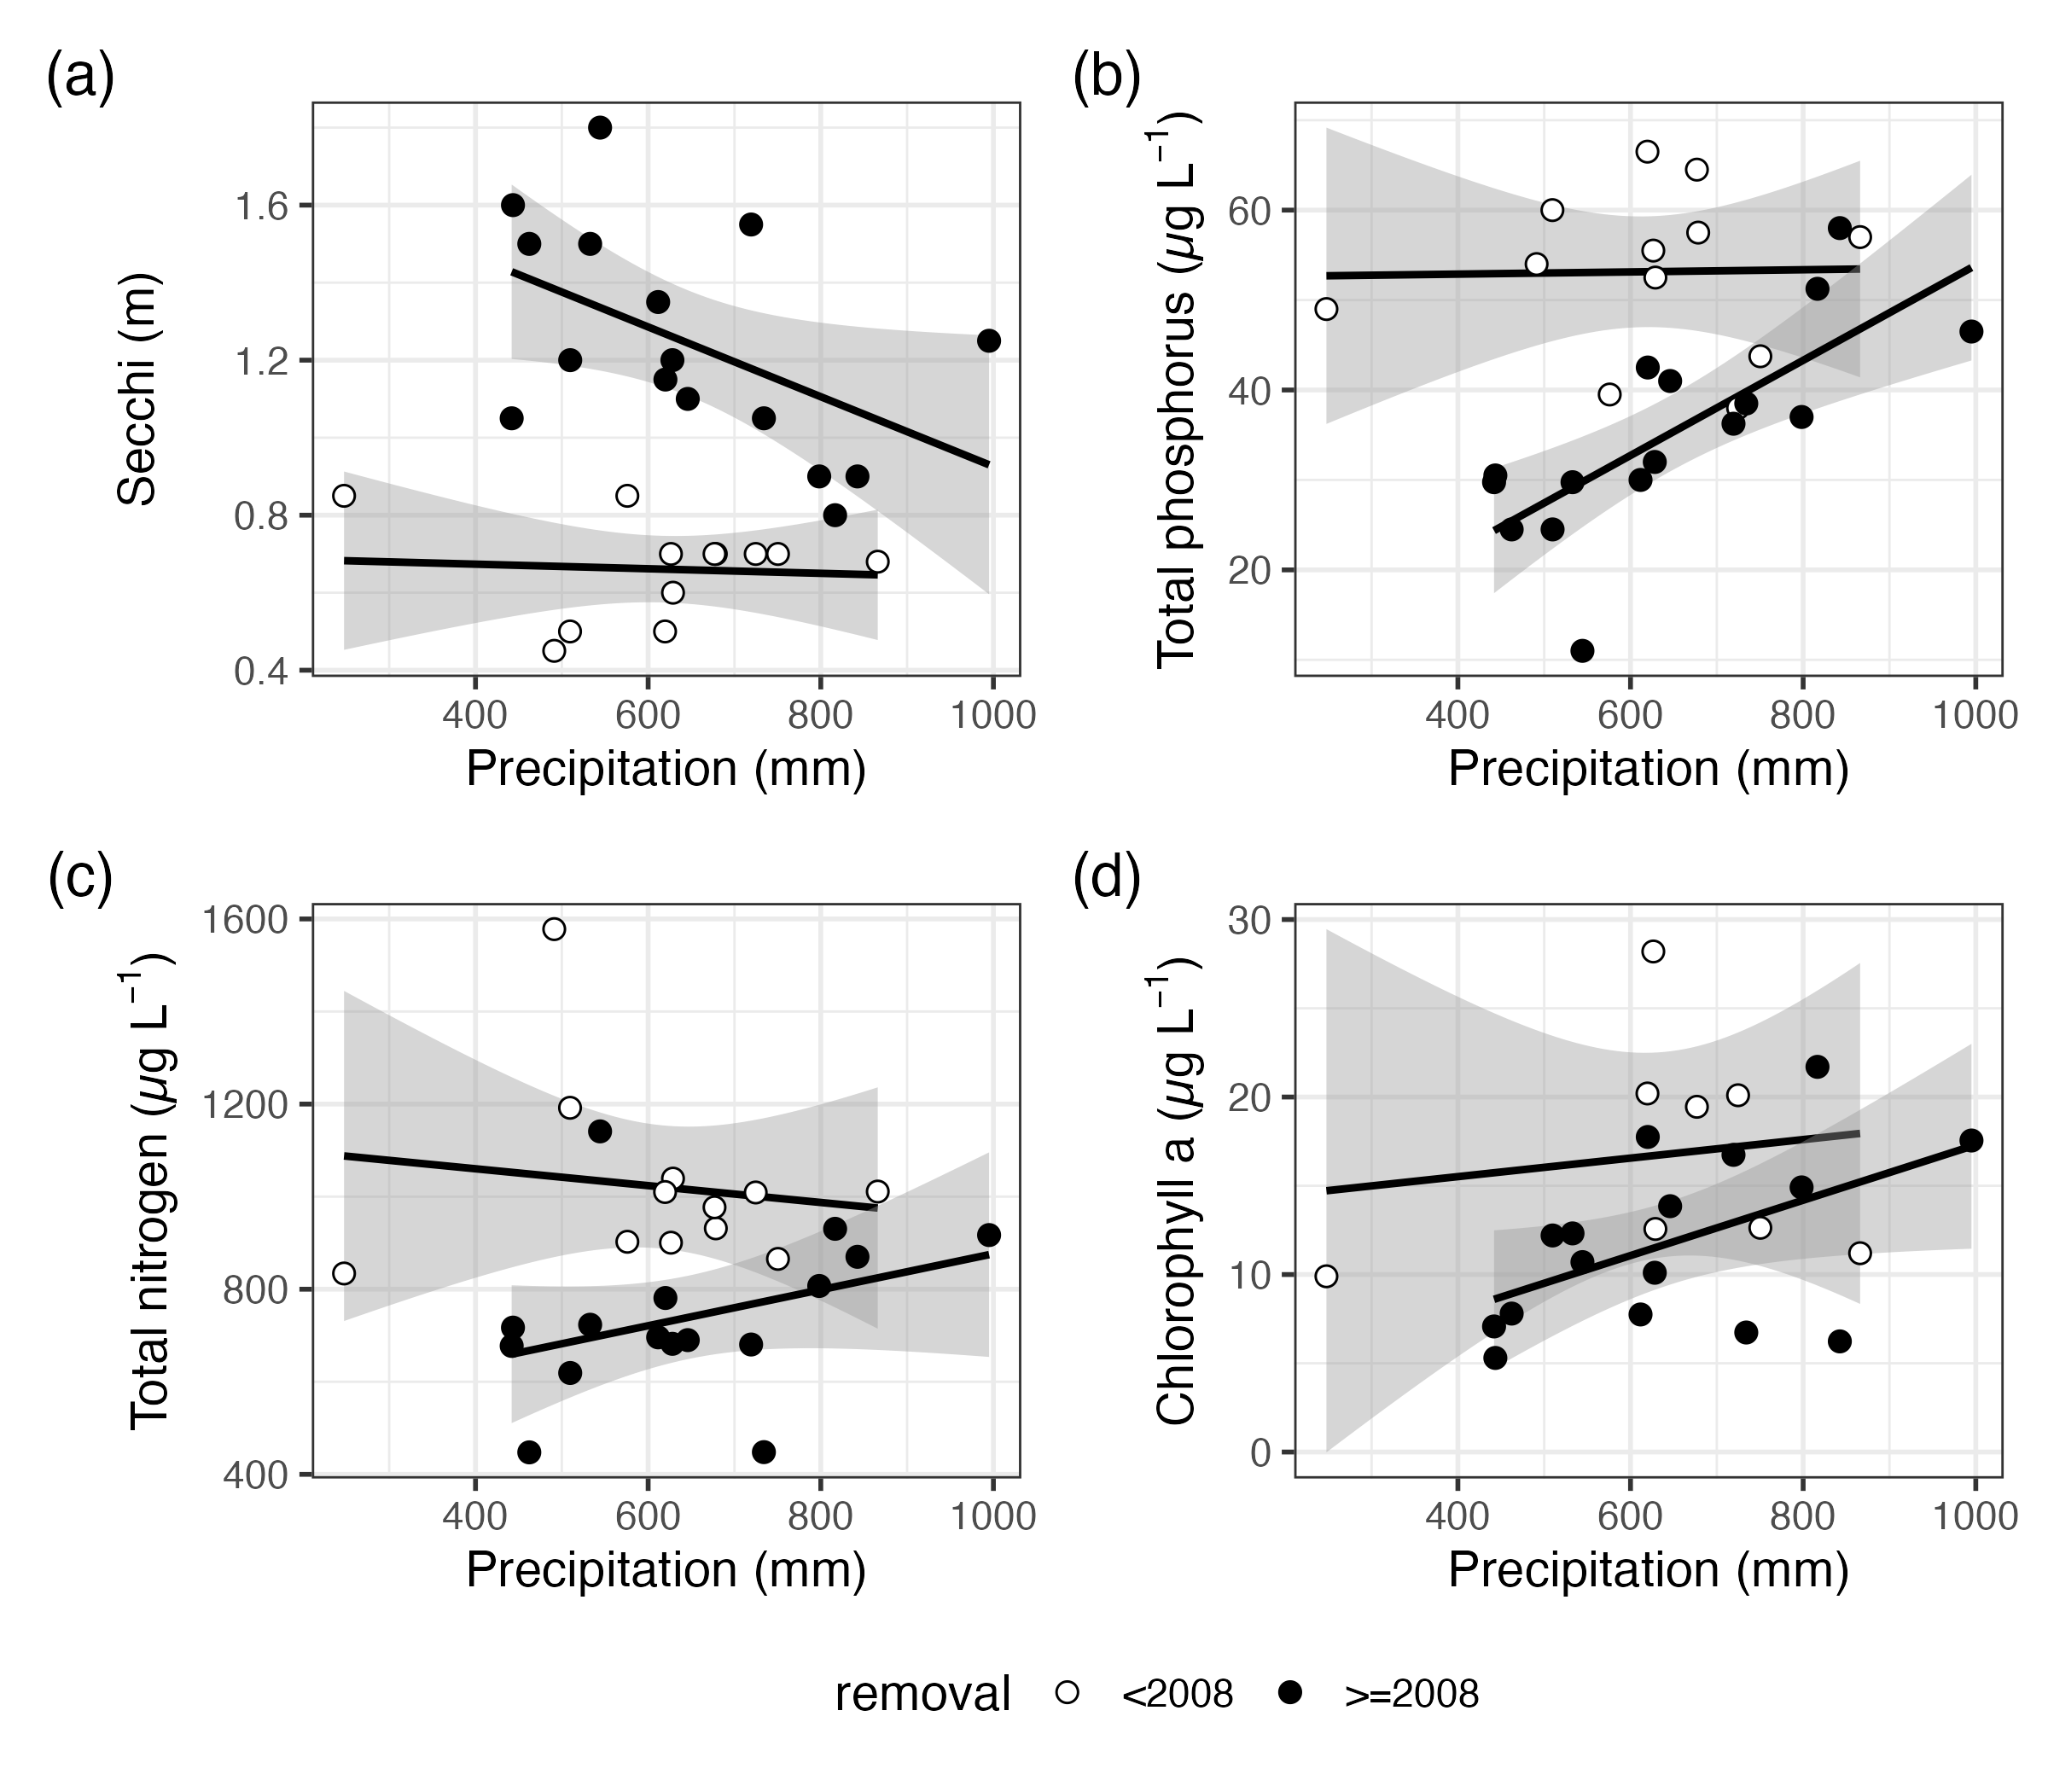 (a)
Secchi (m)
1.6
1.2
0.8
0.4
400 600 800 1000
Precipitation (mm)
(b)
Total phosphorus (µg L⁻¹)
60
40
20
400 600 800 1000
Precipitation (mm)
(c)
Total nitrogen (µg L⁻¹)
1600
1200
800
400
400 600 800 1000
Precipitation (mm)
(d)
Chlorophyll a (µg L⁻¹)
30
20
10
0
400 600 800 1000
Precipitation (mm)
removal <2008 >=2008